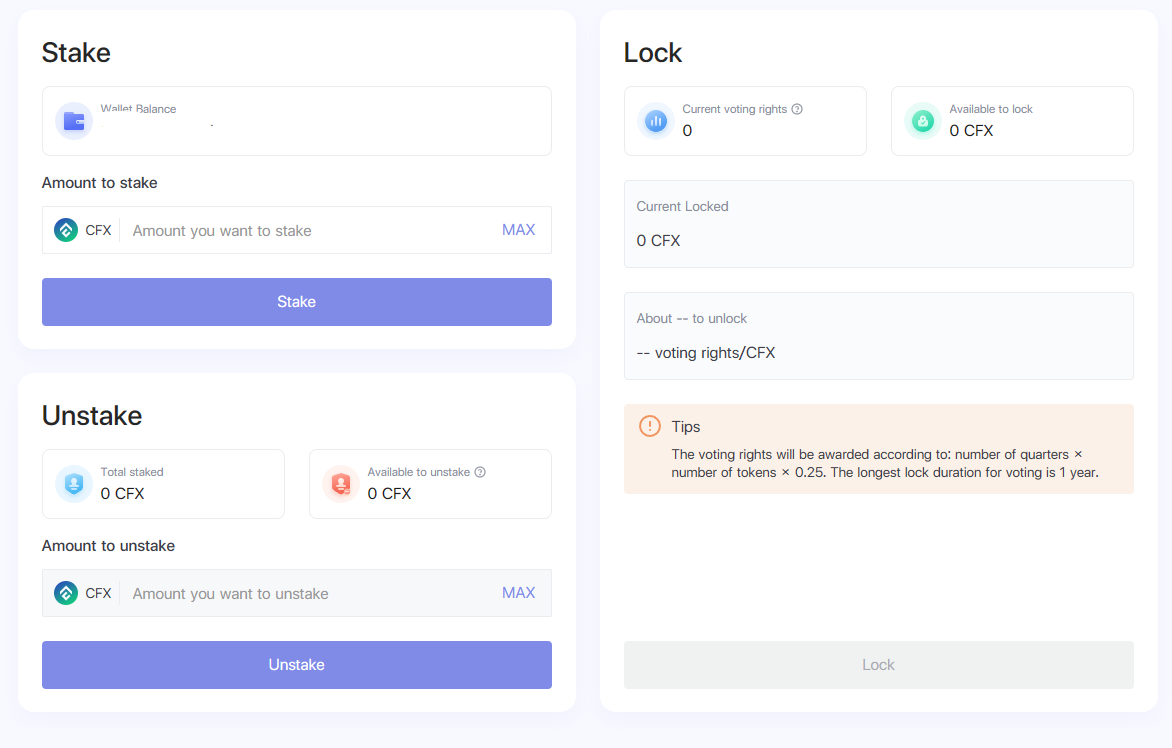 Stake
Wallet Balance
Amount to stake
CFX
Amount you want to stake
MAX
Stake
Unstake
Total staked
0 CFX
Available to unstake
0 CFX
Amount to unstake
CFX
Amount you want to unstake
MAX
Unstake
Lock
Current voting rights
0
Available to lock
0 CFX
Current Locked
0 CFX
About -- to unlock
-- voting rights/CFX
Tips
The voting rights will be awarded according to: number of quarters ×
number of tokens × 0.25. The longest lock duration for voting is 1 year.
Lock